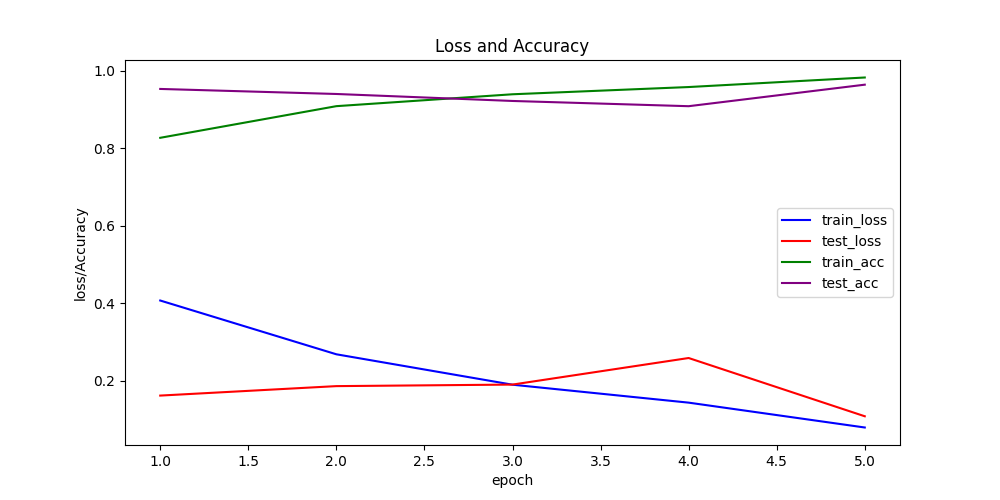 Loss and Accuracy
1.0
0.8
0.6
0.4
0.2
loss/Accuracy
train_loss
test_loss
train_acc
test_acc
1.0 1.5 2.0 2.5 3.0 3.5 4.0 4.5 5.0
epoch